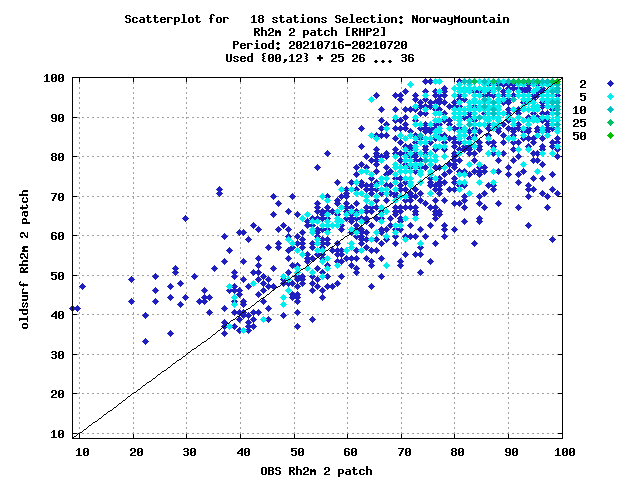 Scatterplot for   18 stations Selection: NorwayMountain
Rh2m 2 patch [RHP2]
Period: 20210716-20210720
Used {00,12} + 25 26 ... 36
100
90
80
70
60
50
40
30
20
10
oldsurf Rh2m 2 patch
10 20 30 40 50 60 70 80 90 100
OBS Rh2m 2 patch
2
5
10
25
50